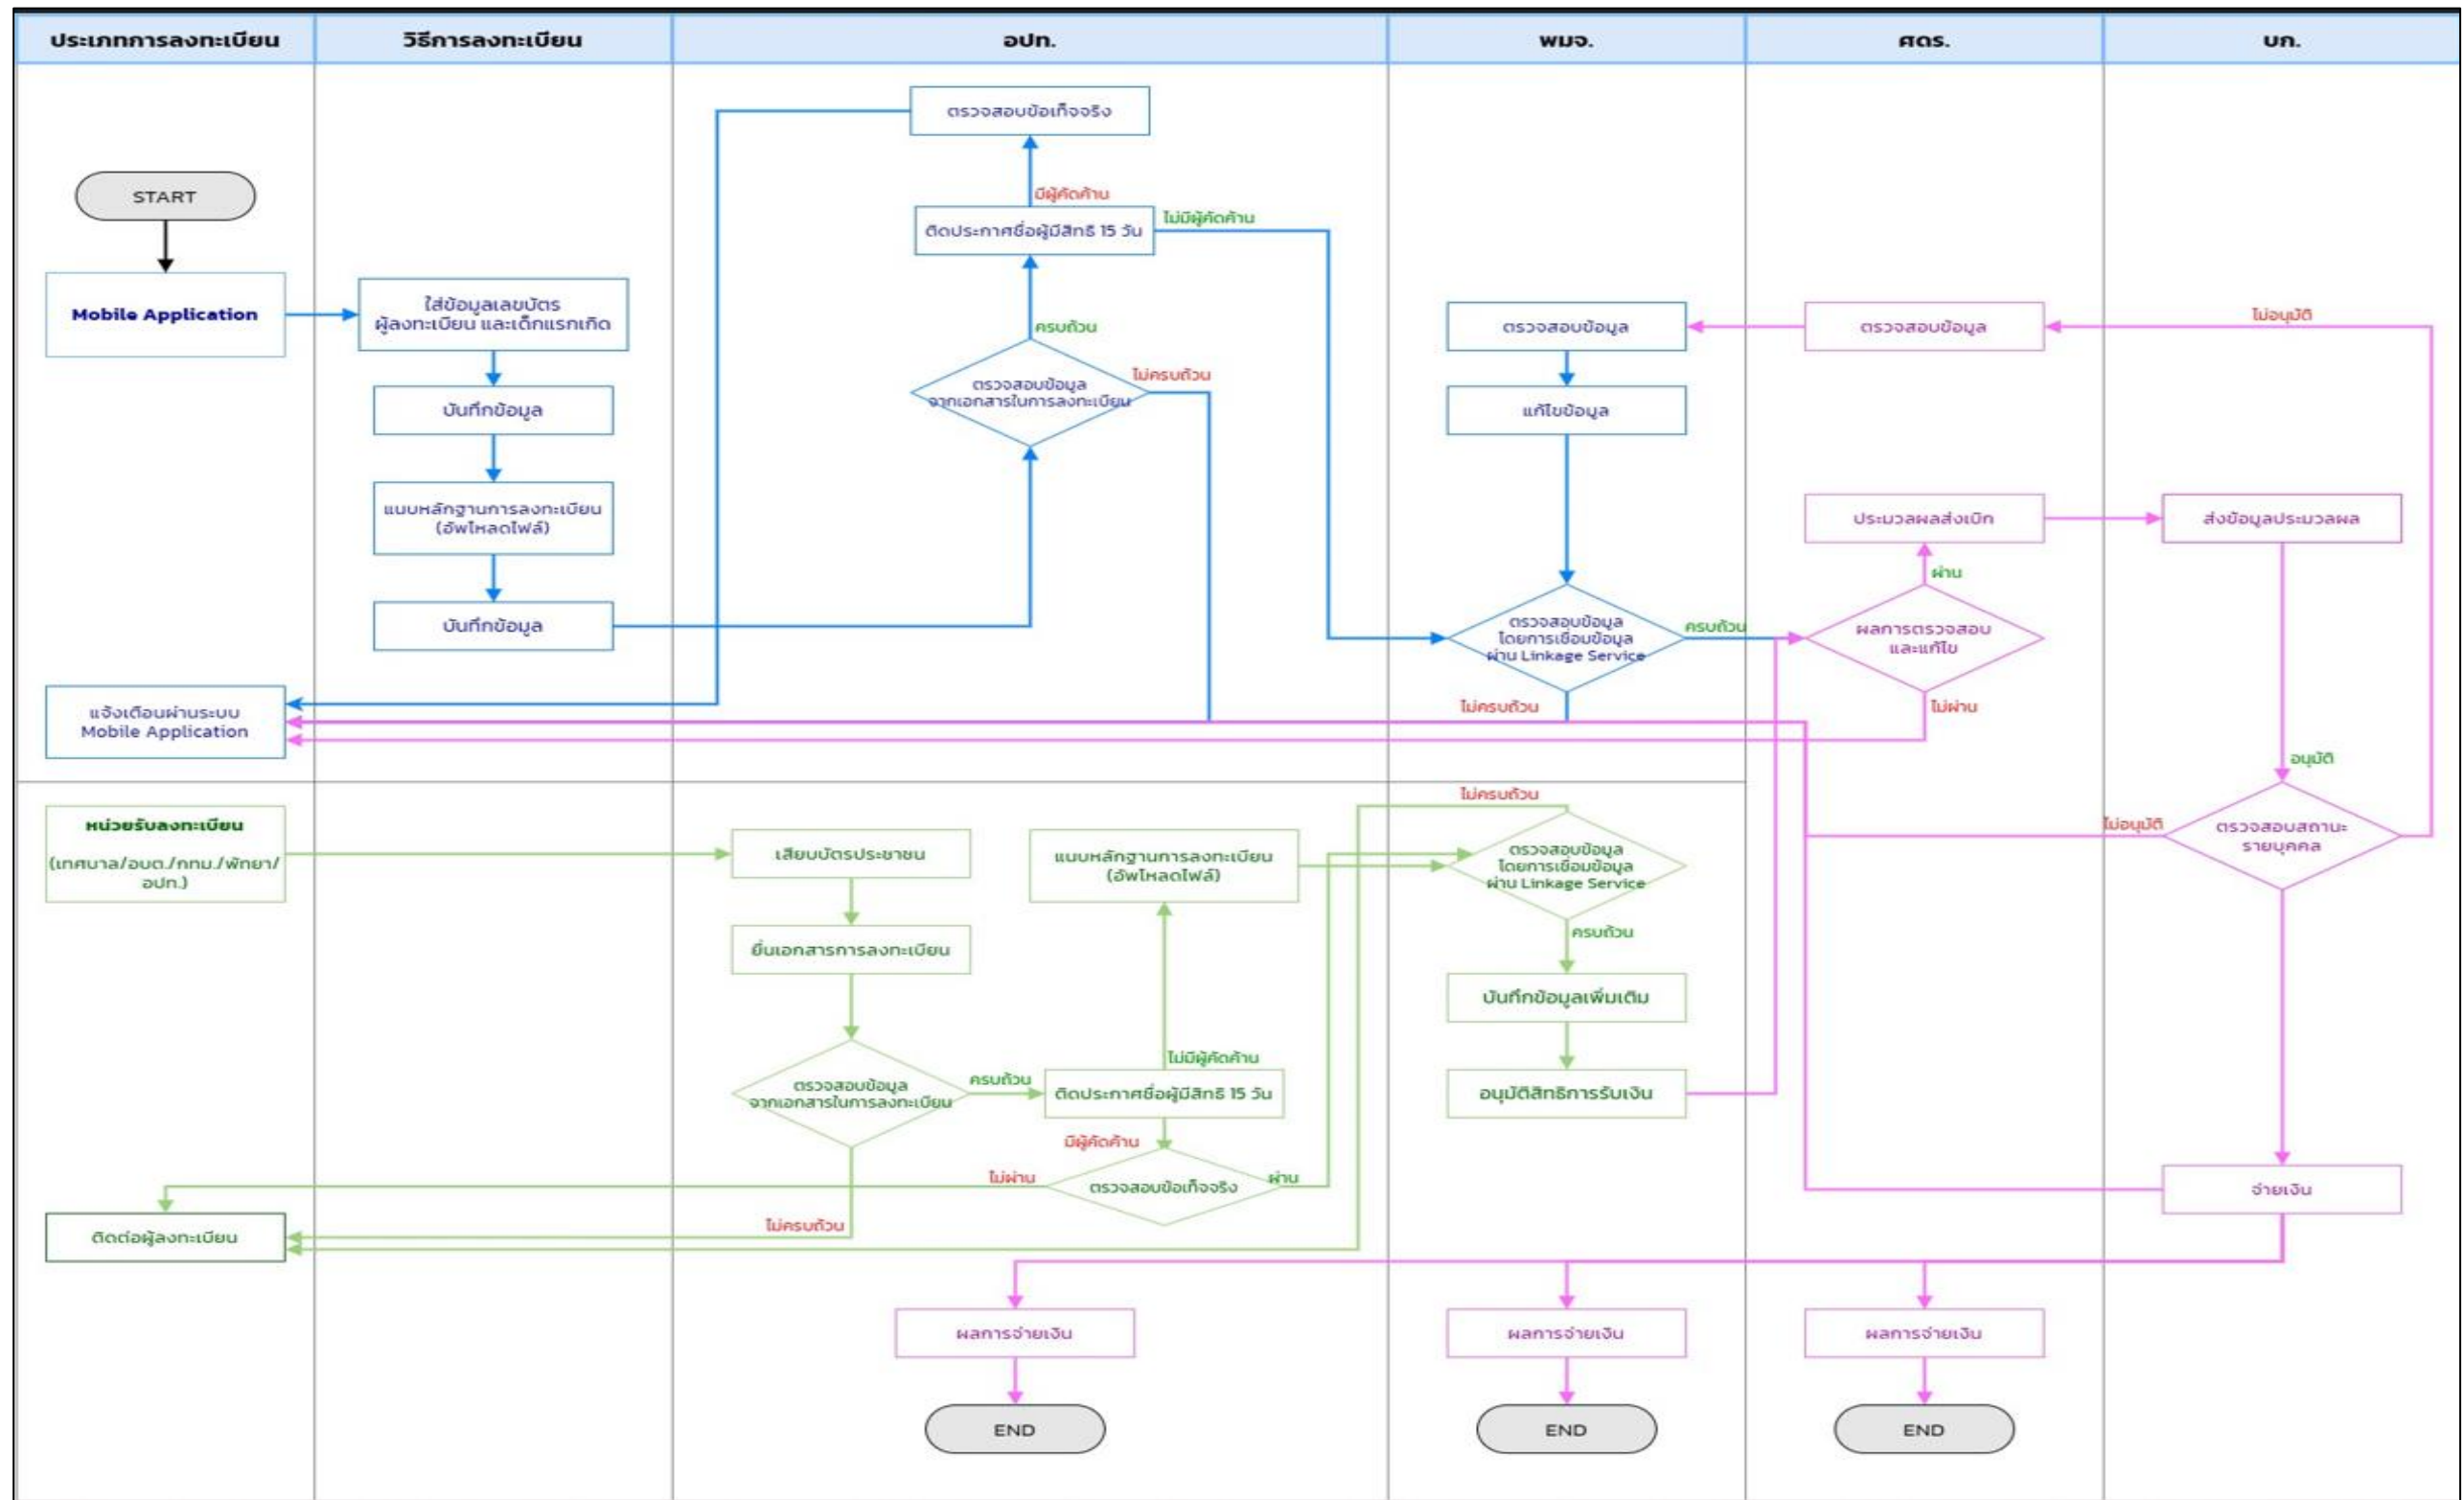 ประเภทการลงทะเบียน
วิธีการลงทะเบียน
อปท.
พมจ.
ศดร.
บก.
START
Mobile Application
ใส่ข้อมูลเลขบัตร
ผู้ลงทะเบียน และเด็กแรกเกิด
บันทึกข้อมูล
แนบหลักฐานการลงทะเบียน
(อัพโหลดไฟล์)
บันทึกข้อมูล
ตรวจสอบข้อเท็จจริง
มีผู้คัดค้าน
ติดประกาศชื่อผู้มีสิทธิ 15 วัน
ไม่มีผู้คัดค้าน
ครบถ้วน
ตรวจสอบข้อมูล
จากเอกสารในการลงทะเบียน
ไม่ครบถ้วน
ตรวจสอบข้อมูล
แก้ไขข้อมูล
ตรวจสอบข้อมูล
โดยการเชื่อมข้อมูล
ผ่าน Linkage Service
ครบถ้วน
ไม่ครบถ้วน
ตรวจสอบข้อมูล
ไม่อนุมัติ
ประมวลผลส่งเบิก
ส่งข้อมูลประมวลผล
ผ่าน
ผลการตรวจสอบ
และแก้ไข
ไม่ผ่าน
อนุมัติ
แจ้งเตือนผ่านระบบ
Mobile Application
ไม่อนุมัติ
ตรวจสอบสถานะ
รายบุคคล
หน่วยรับลงทะเบียน
(เทศบาล/อบต./กทม./พัทยา/
อปท.)
เสียบบัตรประชาชน
ยื่นเอกสารการลงทะเบียน
ตรวจสอบข้อมูล
จากเอกสารในการลงทะเบียน
ครบถ้วน
ไม่ครบถ้วน
แนบหลักฐานการลงทะเบียน
(อัพโหลดไฟล์)
ไม่มีผู้คัดค้าน
ติดประกาศชื่อผู้มีสิทธิ 15 วัน
มีผู้คัดค้าน
ไม่ผ่าน
ตรวจสอบข้อเท็จจริง
ผ่าน
ไม่ครบถ้วน
ตรวจสอบข้อมูล
โดยการเชื่อมข้อมูล
ผ่าน Linkage Service
ครบถ้วน
บันทึกข้อมูลเพิ่มเติม
อนุมัติสิทธิการรับเงิน
จ่ายเงิน
ติดต่อผู้ลงทะเบียน
ผลการจ่ายเงิน
ผลการจ่ายเงิน
ผลการจ่ายเงิน
END
END
END